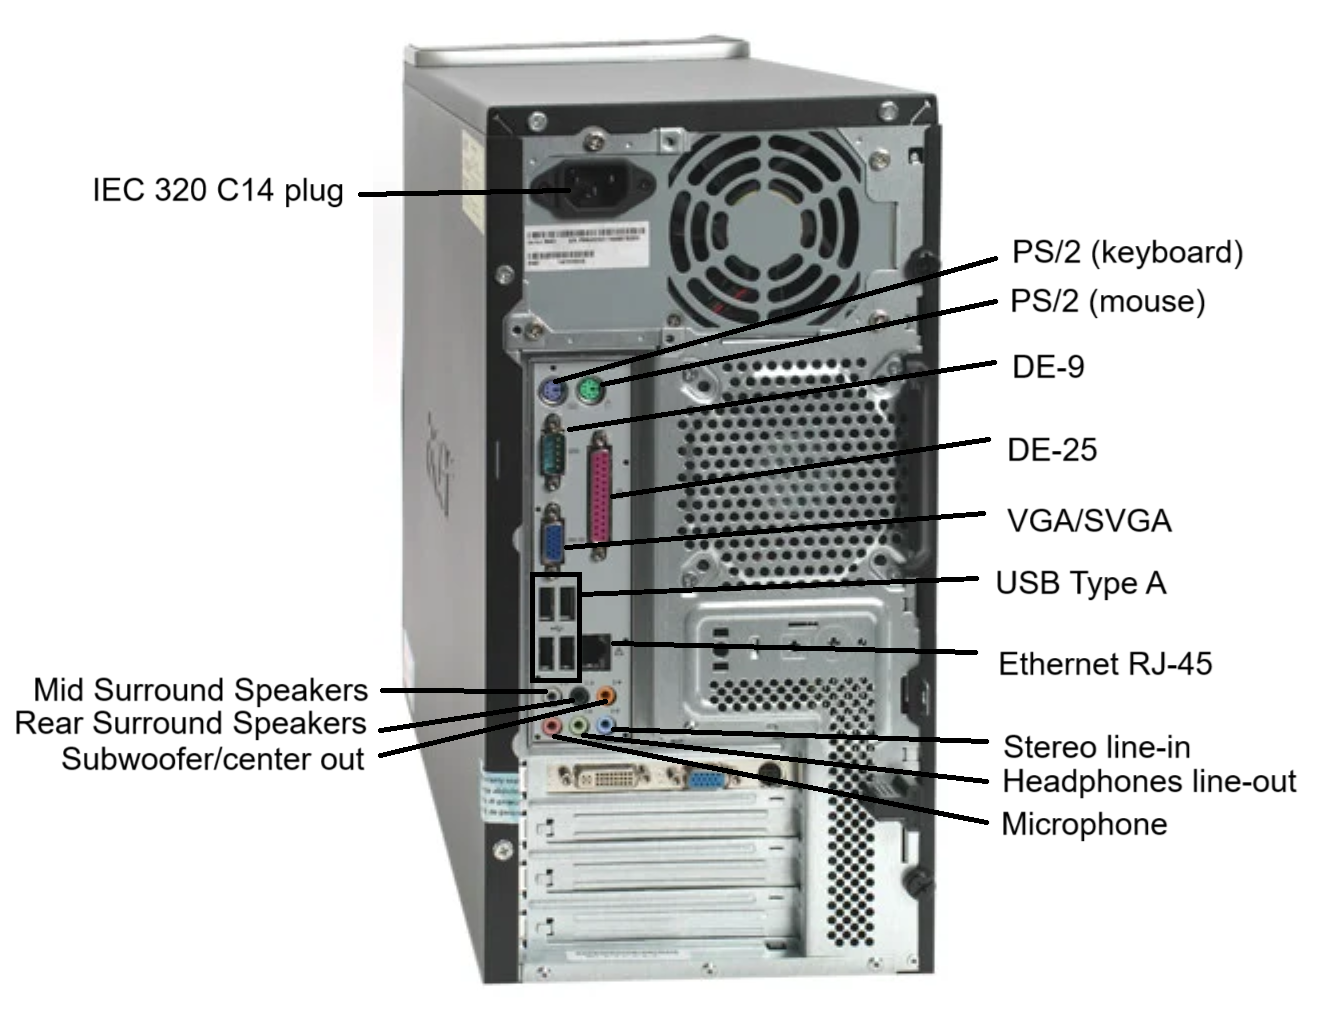 IEC 320 C14 plug
PS/2 (keyboard)
PS/2 (mouse)
DE-9
DE-25
VGA/SVGA
USB Type A
Ethernet RJ-45
Mid Surround Speakers
Rear Surround Speakers
Subwoofer/center out
Stereo line-in
Headphones line-out
Microphone